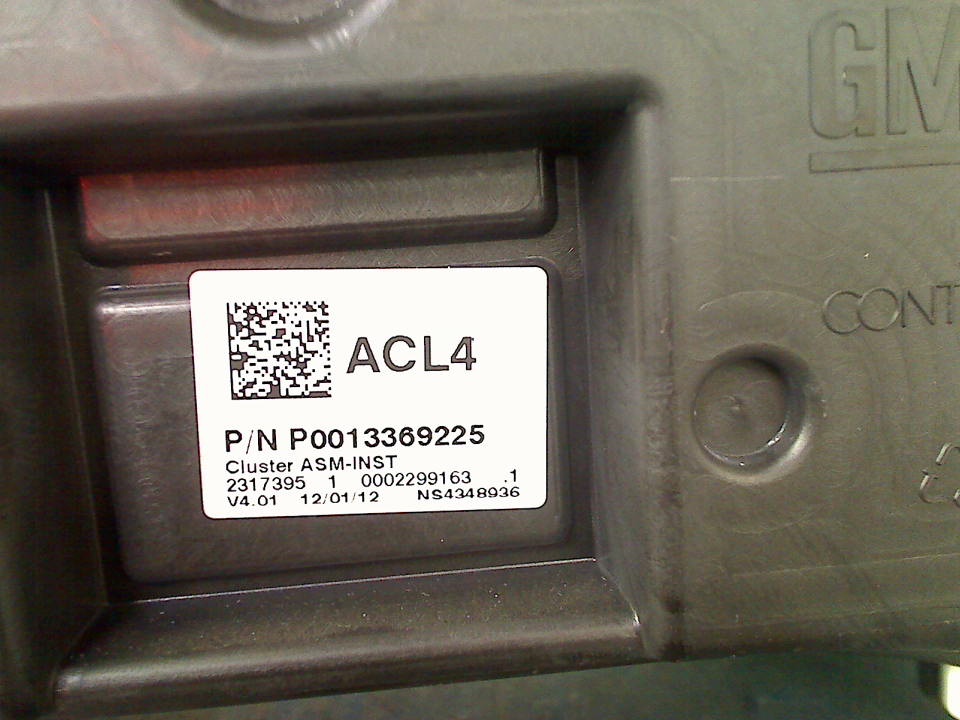 GM
CONT
ACL4
P/N P0013369225
Cluster ASM-INST
2317395 1 0002299163 .1
V4.01 12/01/12 NS4348936